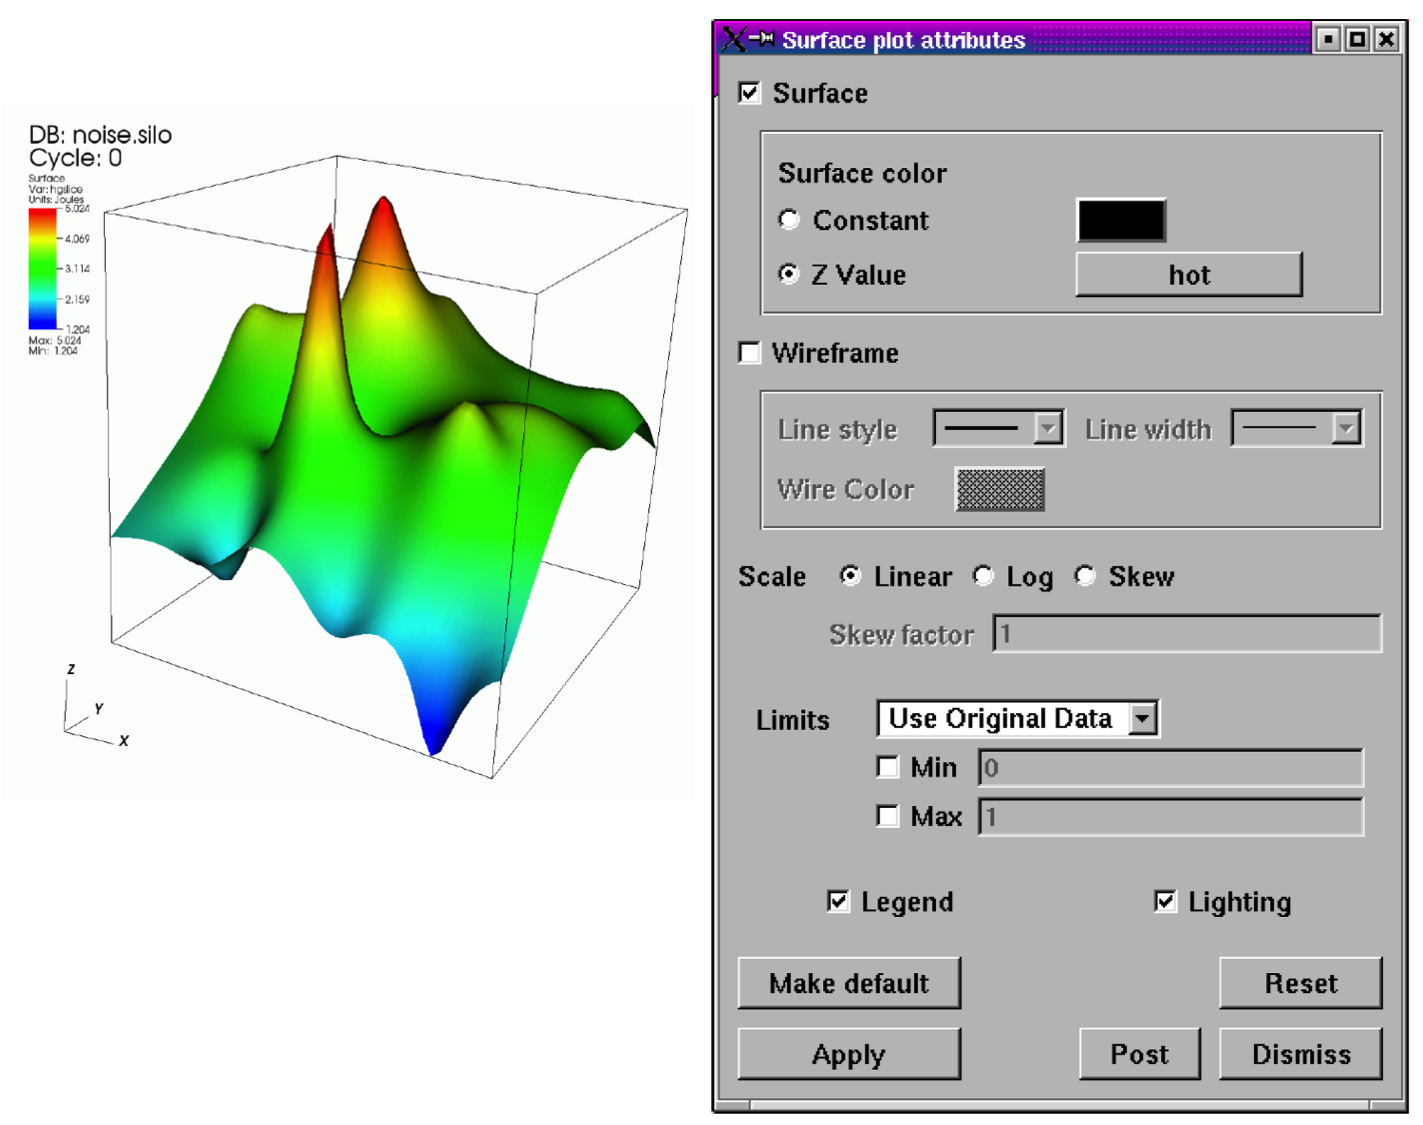 DB: noise.silo
Cycle: 0
Surface
Var: hgslice
Units: Joules
5.024
4.069
3.114
2.159
1.204
Max: 5.024
Min: 1.204
Z
Y
X
Surface plot attributes
Surface
Surface color
Constant
Z Value hot
Wireframe
Line style Line width
Wire Color
Scale Linear Log Skew
Skew factor 1
Limits Use Original Data
Min 0
Max 1
Legend Lighting
Make default Reset
Apply Post Dismiss